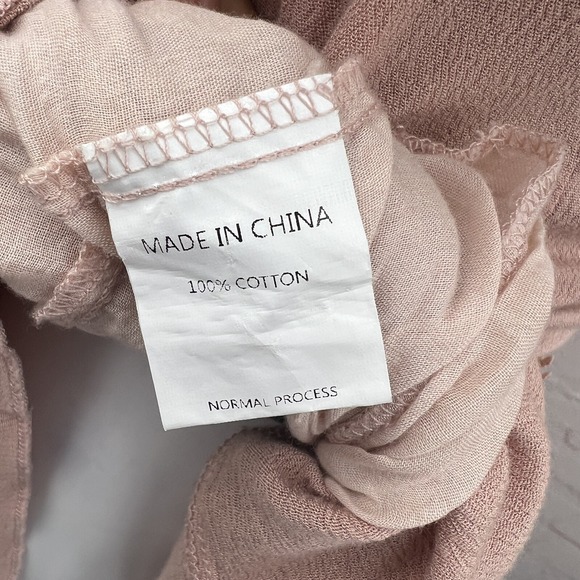 MADE IN CHINA
100% COTTON
NORMAL PROCESS